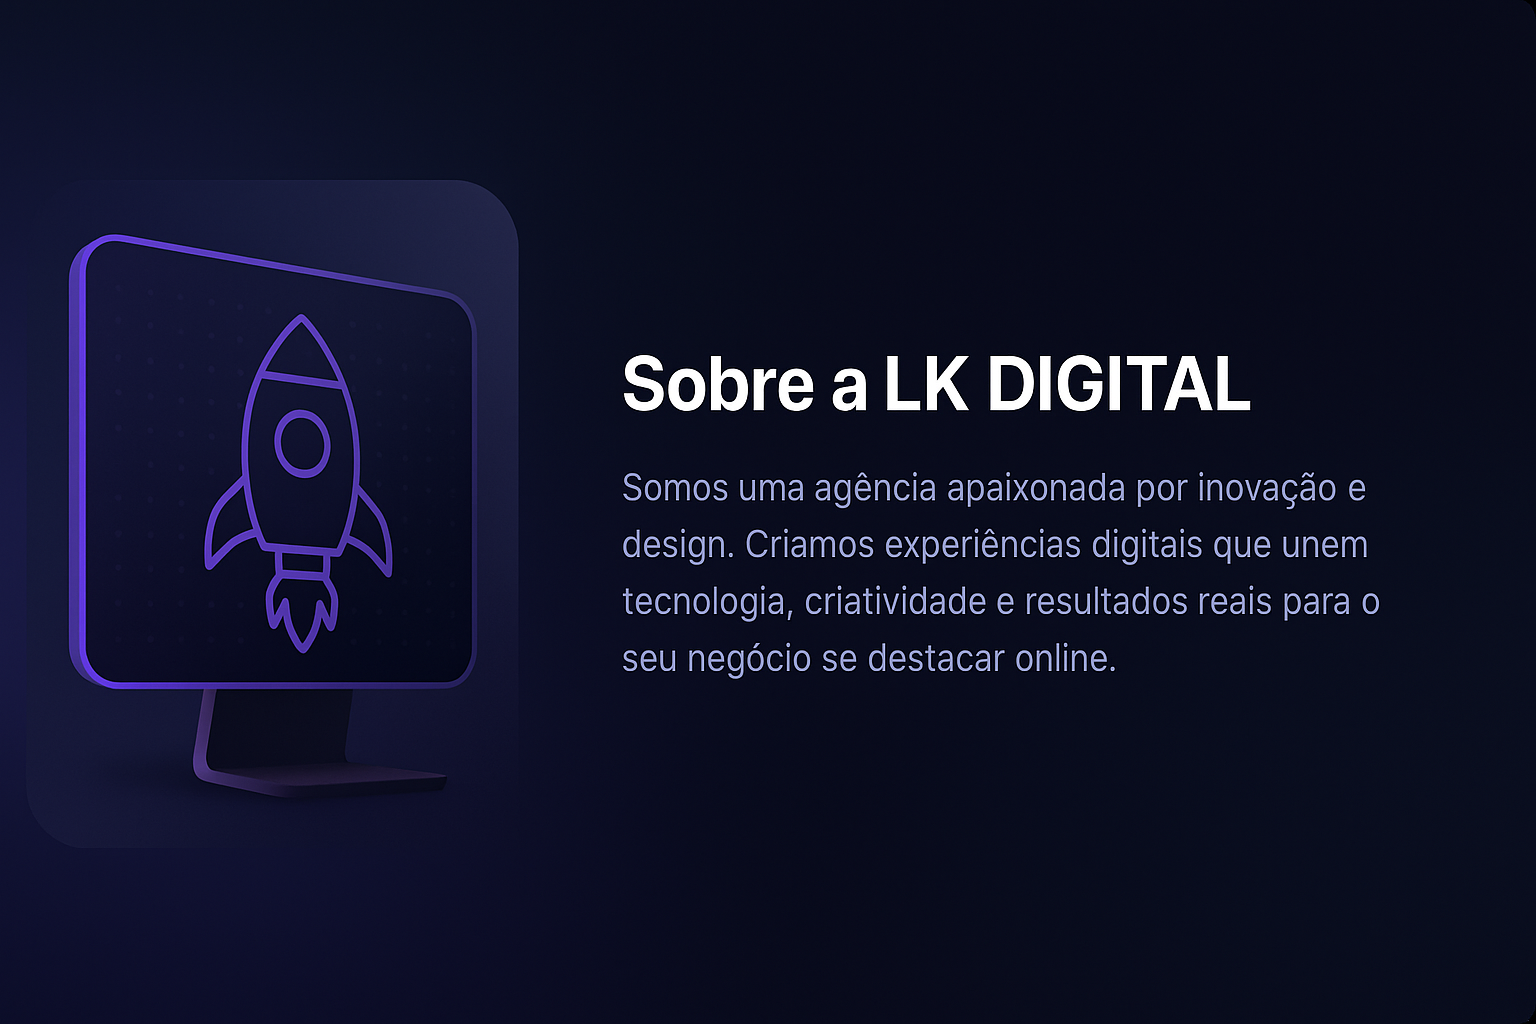 Sobre a LK DIGITAL
Somos uma agência apaixonada por inovação e
design. Criamos experiências digitais que unem
tecnologia, criatividade e resultados reais para o
seu negócio se destacar online.